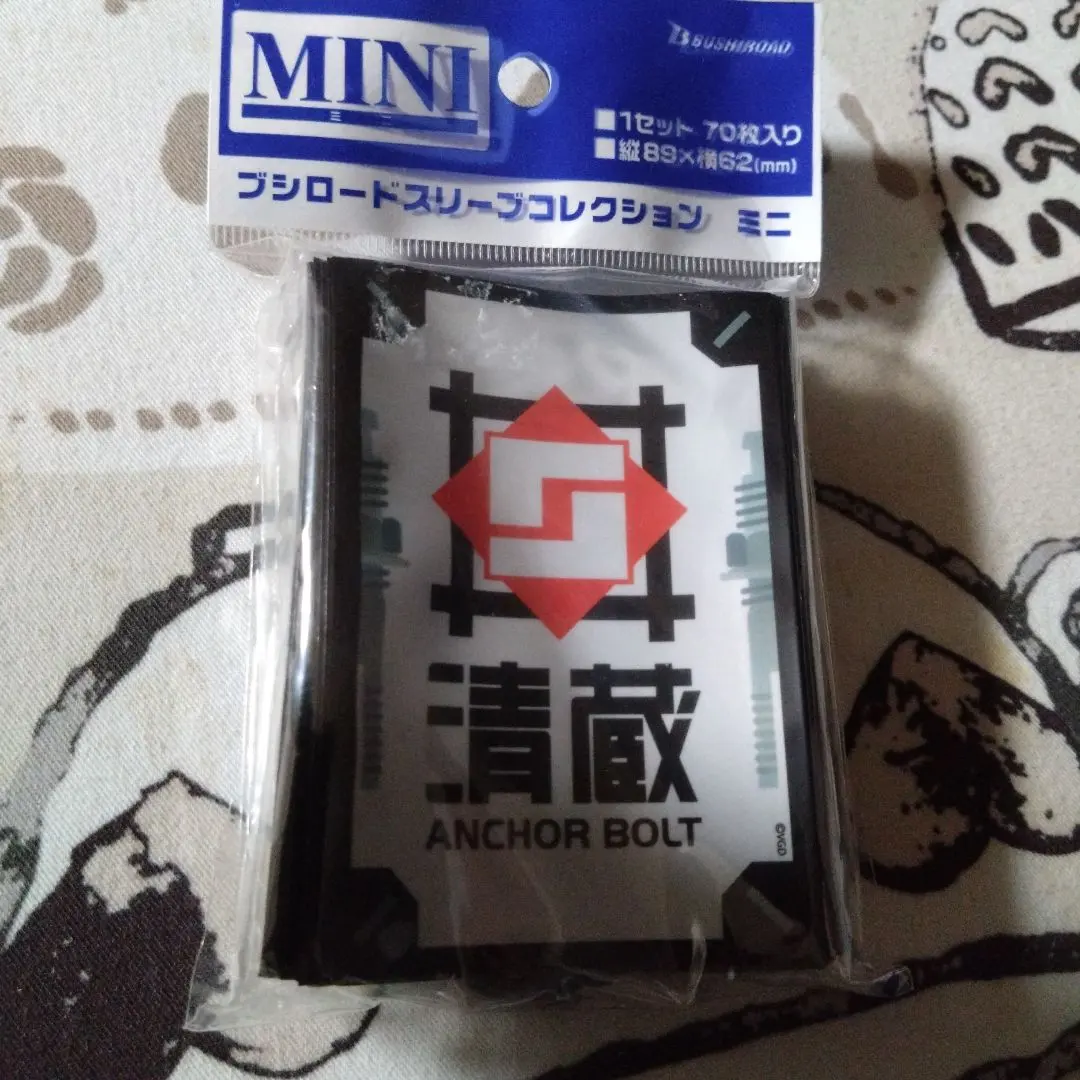 MINI
ミニ
BUSHIROAD
■1セット 70枚入り
■縦89×横62(mm)
ブシロードスリーブコレクション ミニ
清蔵
ANCHOR BOLT
©VGD